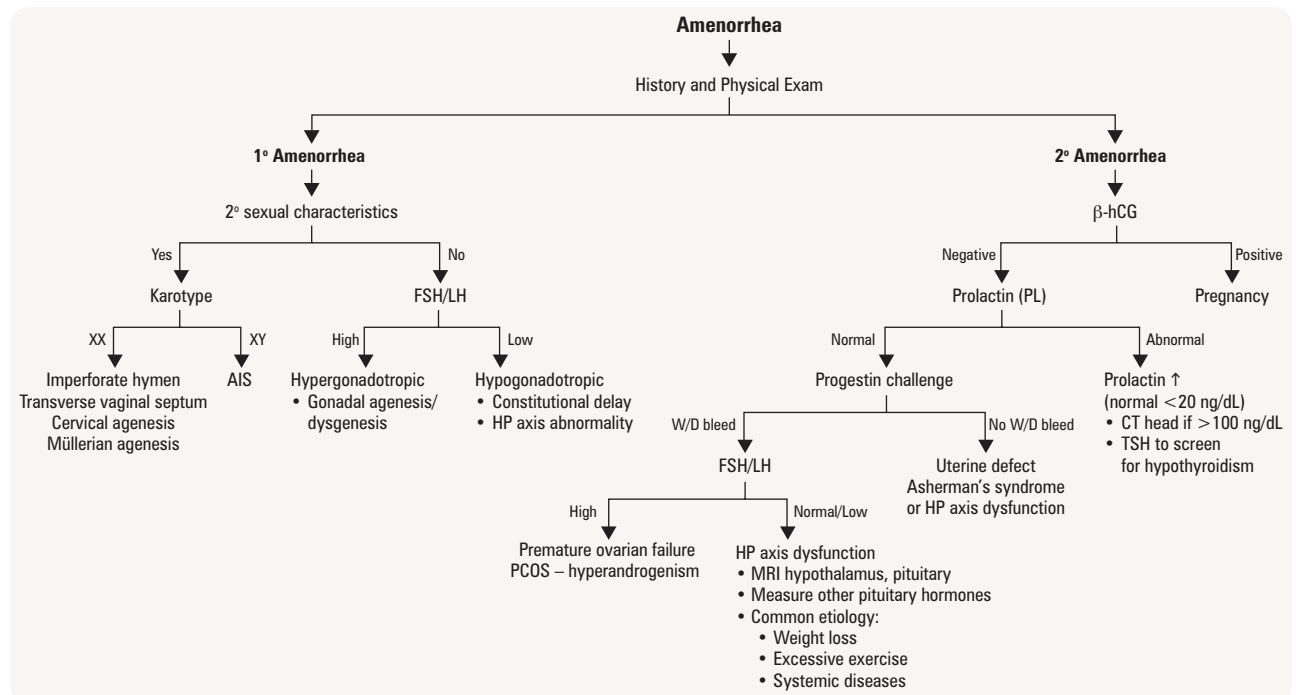 Amenorrhea
History and Physical Exam
1º Amenorrhea
2º Amenorrhea
2º sexual characteristics
β-hCG
Yes
No
Negative
Positive
Karotype
FSH/LH
Prolactin (PL)
Pregnancy
XX
XY
High
Low
Normal
Abnormal
Imperforate hymen
Transverse vaginal septum
Cervical agenesis
Müllerian agenesis
AIS
Hypergonadotropic
• Gonadal agenesis/
dysgenesis
Hypogonadotropic
• Constitutional delay
• HP axis abnormality
Progestin challenge
Prolactin ↑
(normal <20 ng/dL)
• CT head if >100 ng/dL
• TSH to screen
for hypothyroidism
W/D bleed
No W/D bleed
FSH/LH
Uterine defect
Asherman's syndrome
or HP axis dysfunction
High
Normal/Low
Premature ovarian failure
PCOS – hyperandrogenism
HP axis dysfunction
• MRI hypothalamus, pituitary
• Measure other pituitary hormones
• Common etiology:
• Weight loss
• Excessive exercise
• Systemic diseases